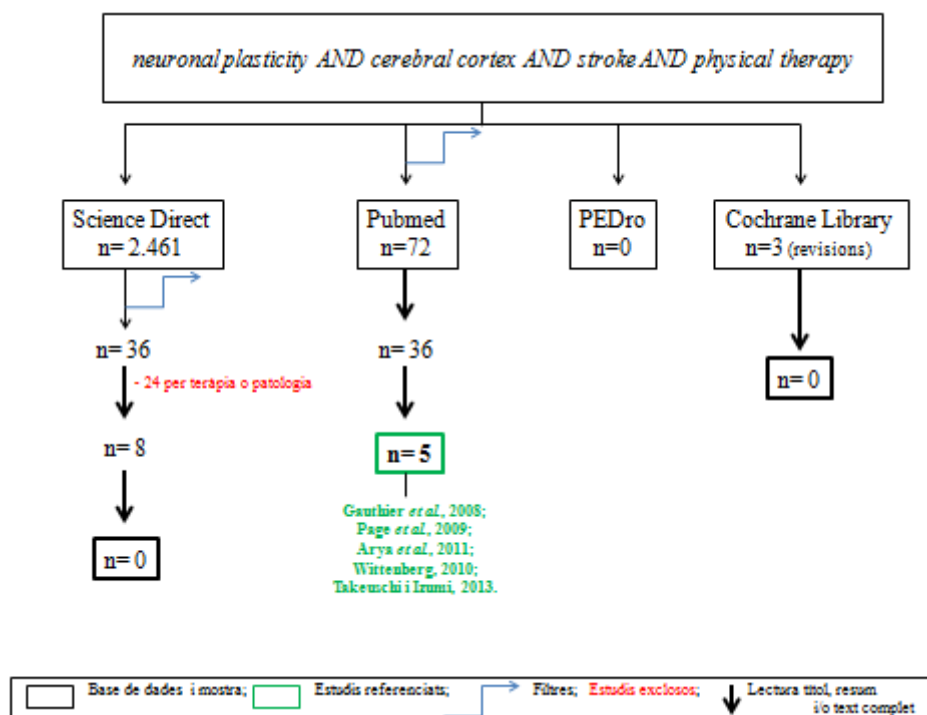 neuronal plasticity AND cerebral cortex AND stroke AND physical therapy
Science Direct
n= 2.461
Pubmed
n=72
PEDro
n=0
Cochrane Library
n=3 (revisions)
n= 36
- 24 per teràpia o patologia
n= 36
n= 0
n= 8
n= 5
n= 0
Gauthier et al., 2008;
Page et al., 2009;
Arya et al., 2011;
Wittenberg, 2010;
Takeuschi i Izumi, 2013.
Base de dades i mostra; Estudis referenciats; Filtres; Estudis exclosos; Lectura títol, resum
i/o text complet